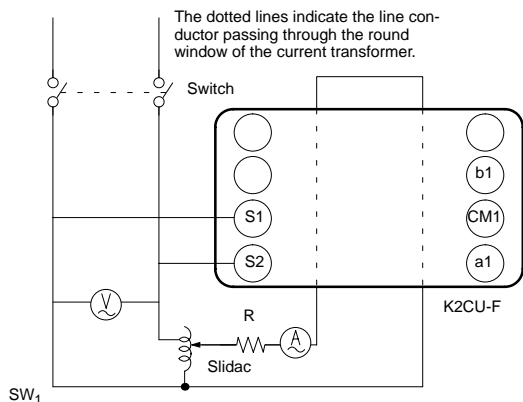 The dotted lines indicate the line con-
ductor passing through the round
window of the current transformer.
Switch
b1
S1
CM1
S2
a1
K2CU-F
V
R
A
Slidac
SW1